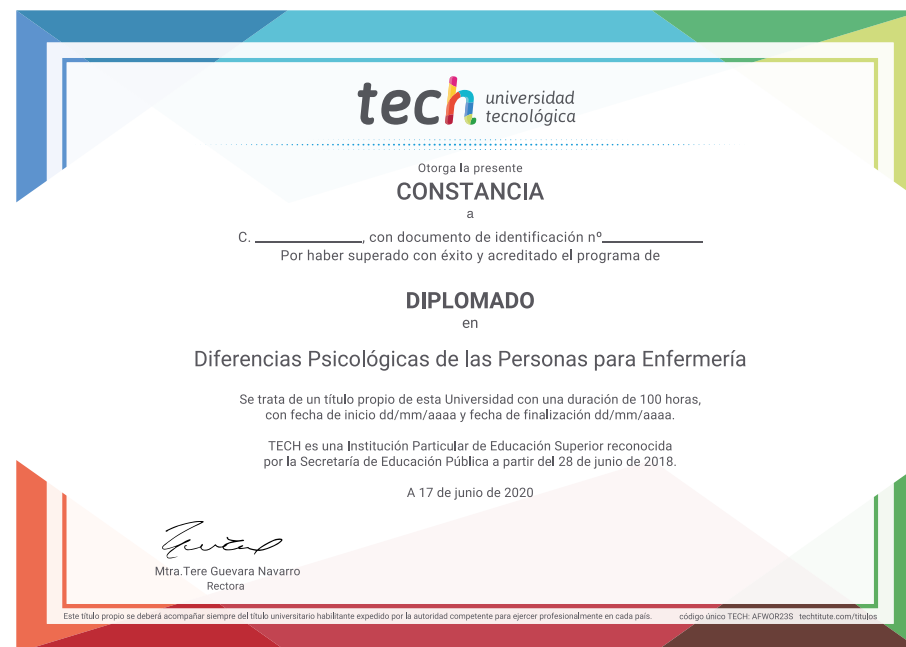 tech universidad
tecnológica
Otorga la presente
CONSTANCIA
a
C. ______________, con documento de identificación nº_____________
Por haber superado con éxito y acreditado el programa de
DIPLOMADO
en
Diferencias Psicológicas de las Personas para Enfermería
Se trata de un título propio de esta Universidad con una duración de 100 horas,
con fecha de inicio dd/mm/aaaa y fecha de finalización dd/mm/aaaa.
TECH es una Institución Particular de Educación Superior reconocida
por la Secretaría de Educación Pública a partir del 28 de junio de 2018.
A 17 de junio de 2020
Mtra.Tere Guevara Navarro
Rectora
Este título propio se deberá acompañar siempre del título universitario habilitante expedido por la autoridad competente para ejercer profesionalmente en cada país. código único TECH: AFWOR23S techtitute.com/titulos